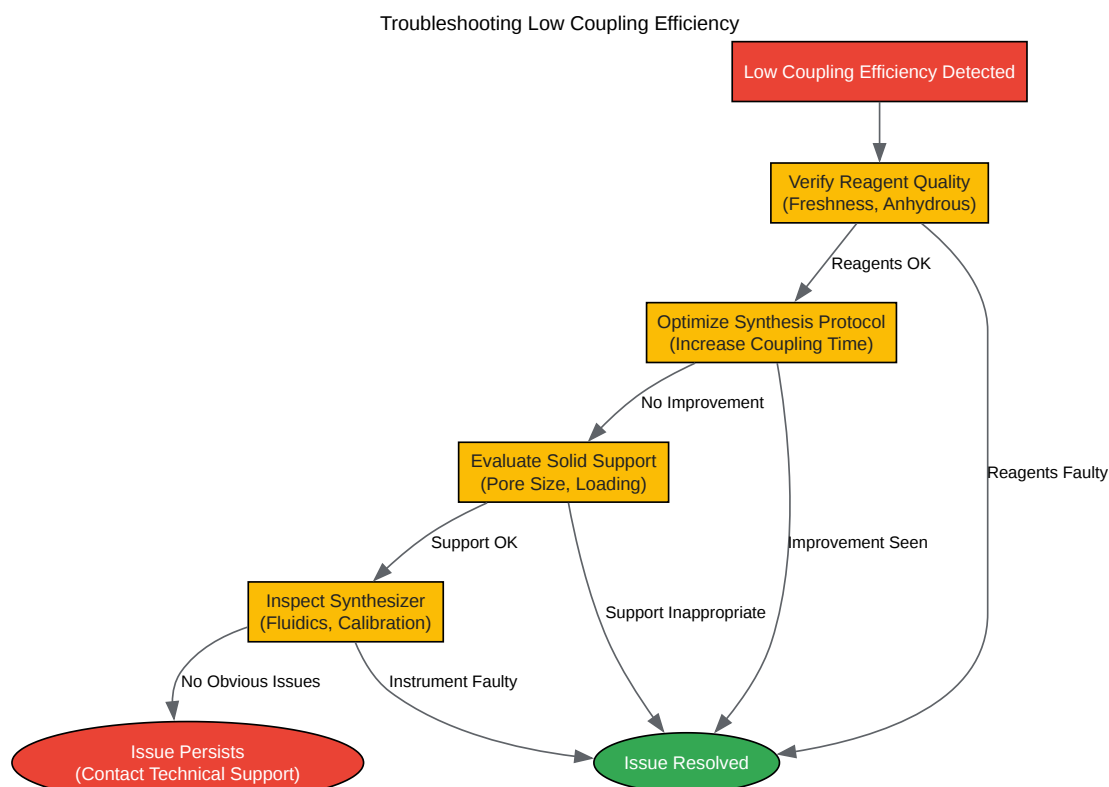 Troubleshooting Low Coupling Efficiency
Low Coupling Efficiency Detected
Verify Reagent Quality
(Freshness, Anhydrous)
Reagents OK
Optimize Synthesis Protocol
(Increase Coupling Time)
No Improvement
Evaluate Solid Support
(Pore Size, Loading)
Reagents Faulty
Support OK
Improvement Seen
Inspect Synthesizer
(Fluidics, Calibration)
Support Inappropriate
No Obvious Issues
Instrument Faulty
Issue Persists
(Contact Technical Support)
Issue Resolved